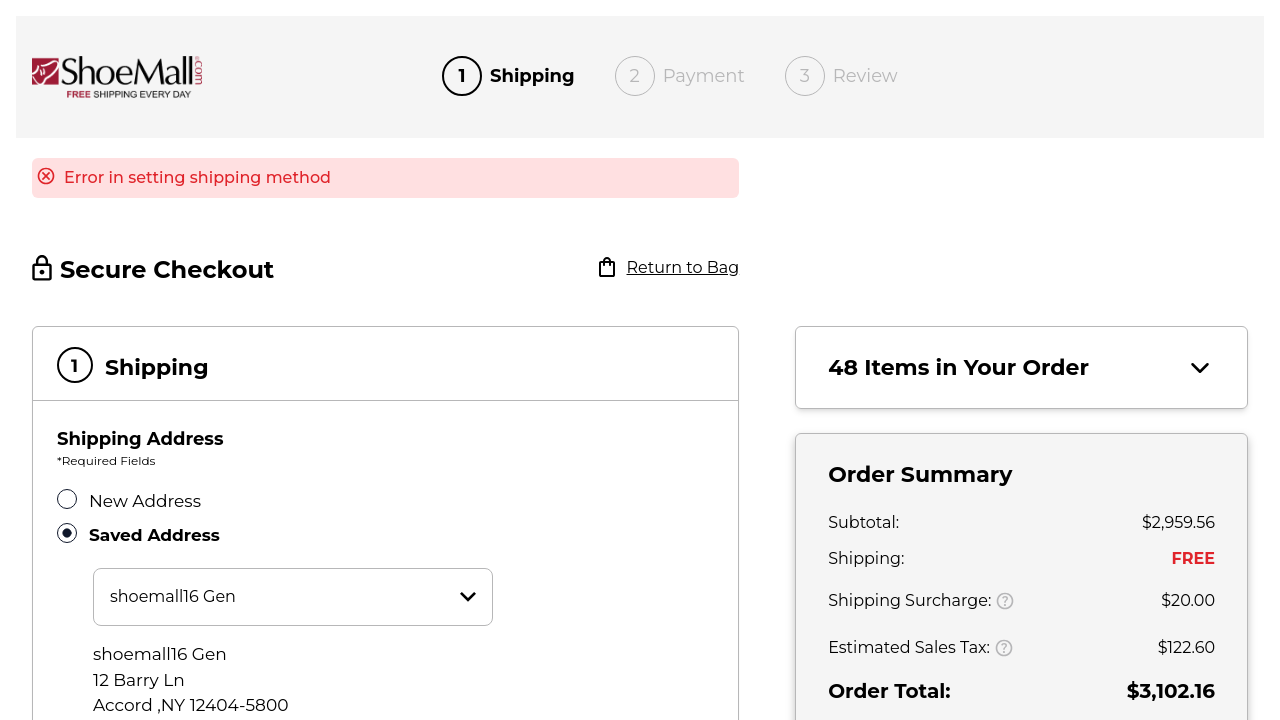 ShoeMall.com
FREE SHIPPING EVERY DAY
1 Shipping
2 Payment
3 Review
Error in setting shipping method
Secure Checkout
Return to Bag
1 Shipping
Shipping Address
*Required Fields
New Address
Saved Address
shoemall16 Gen
shoemall16 Gen
12 Barry Ln
Accord ,NY 12404-5800
48 Items in Your Order
Order Summary
Subtotal: $2,959.56
Shipping: FREE
Shipping Surcharge: ? $20.00
Estimated Sales Tax: ? $122.60
Order Total: $3,102.16